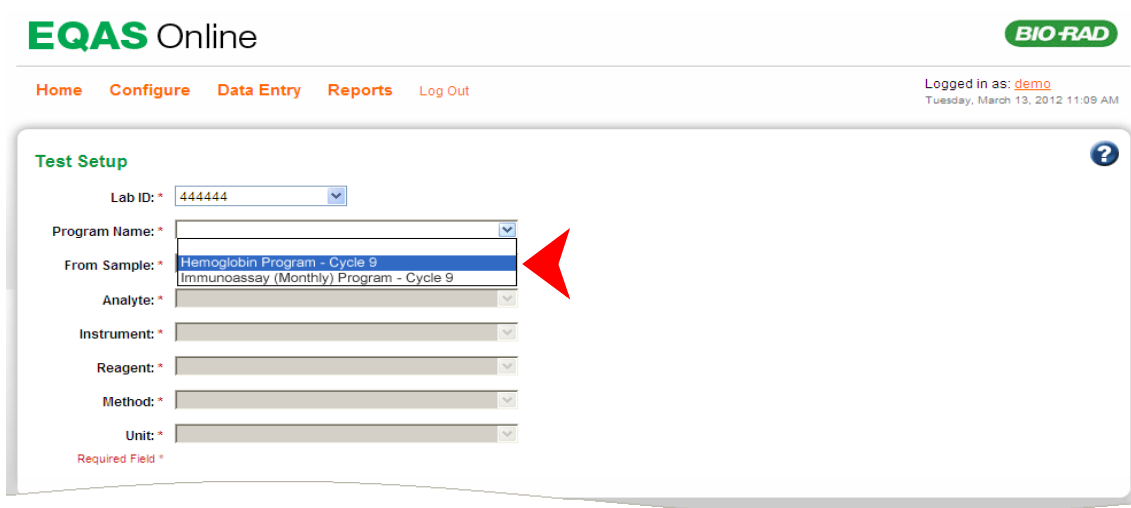 EQAS Online
BIO-RAD
Home Configure Data Entry Reports Log Out
Logged in as: demo
Tuesday, March 13, 2012 11:09 AM
Test Setup
?
Lab ID: * 444444
Program Name: *
From Sample: *
Hemoglobin Program - Cycle 9
Immunoassay (Monthly) Program - Cycle 9
Analyte: *
Instrument: *
Reagent: *
Method: *
Unit: *
Required Field *